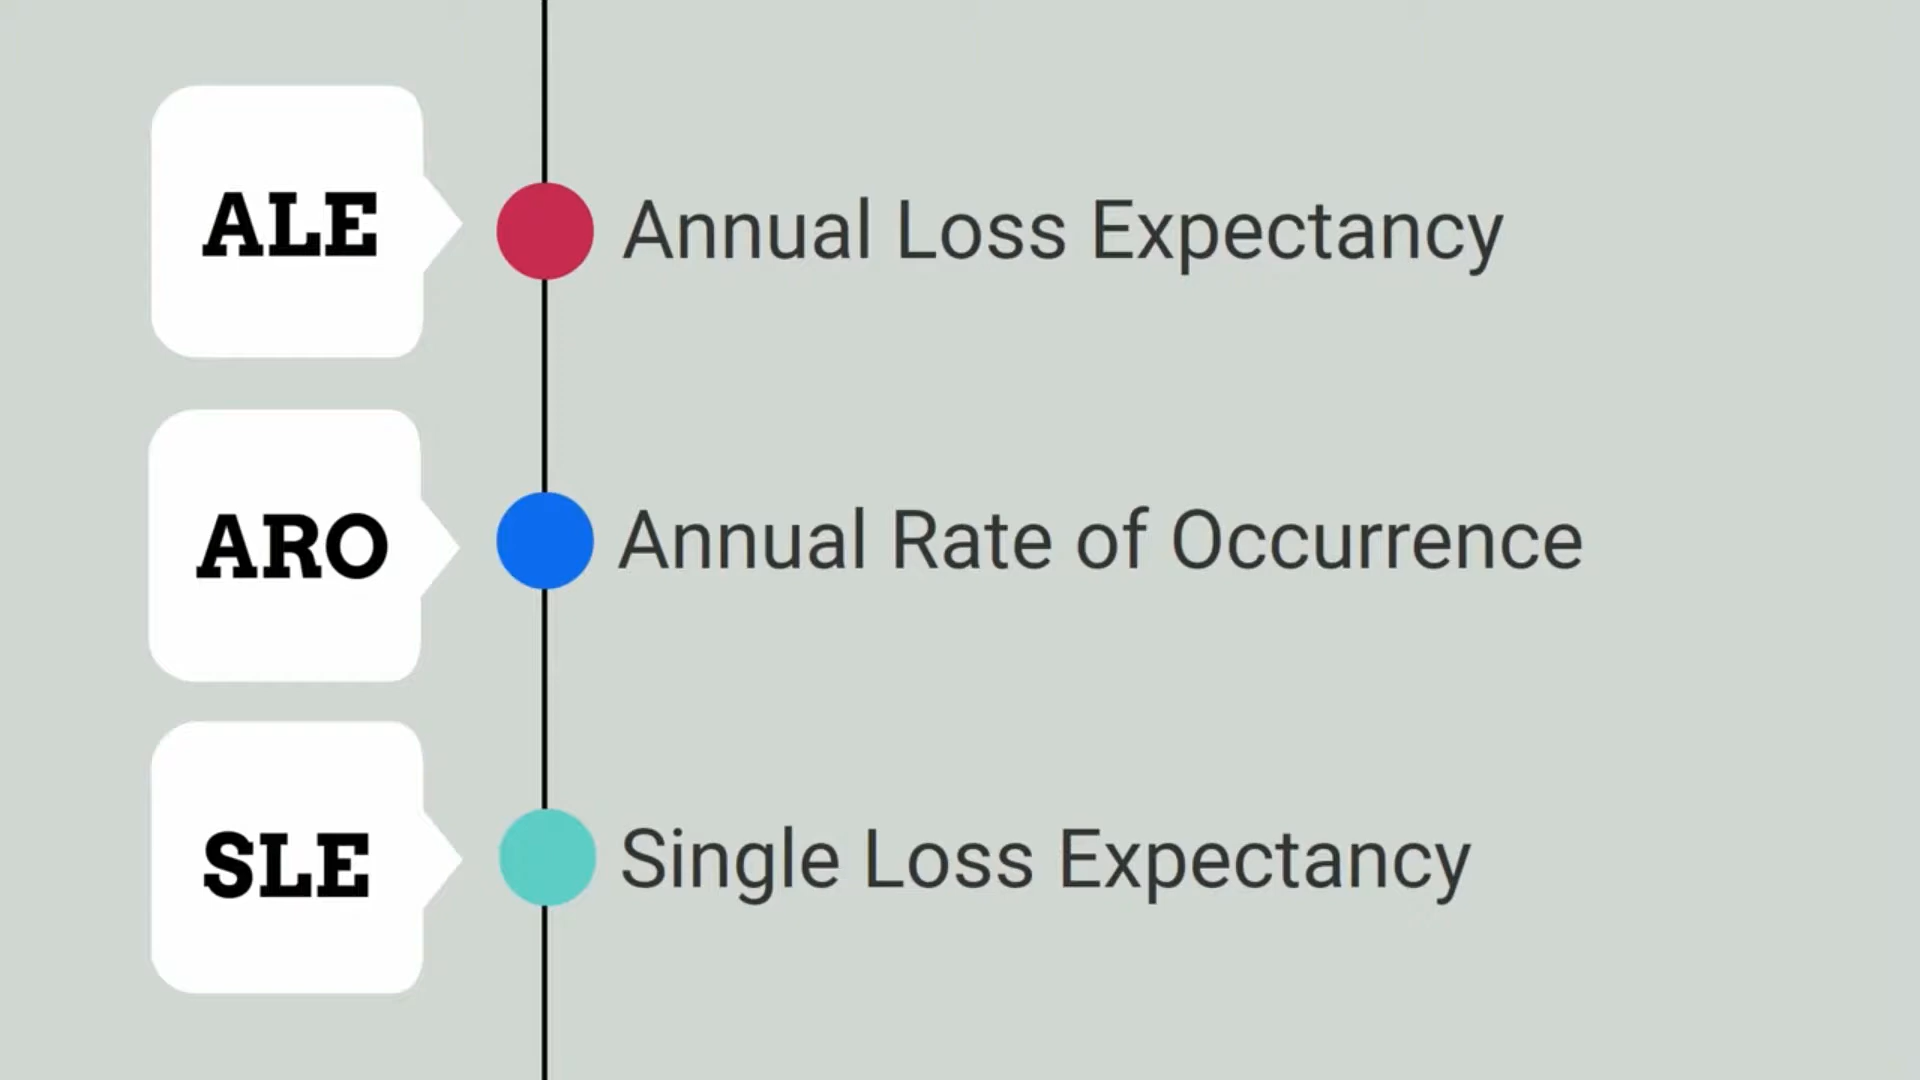 ALE
Annual Loss Expectancy
ARO
Annual Rate of Occurrence
SLE
Single Loss Expectancy